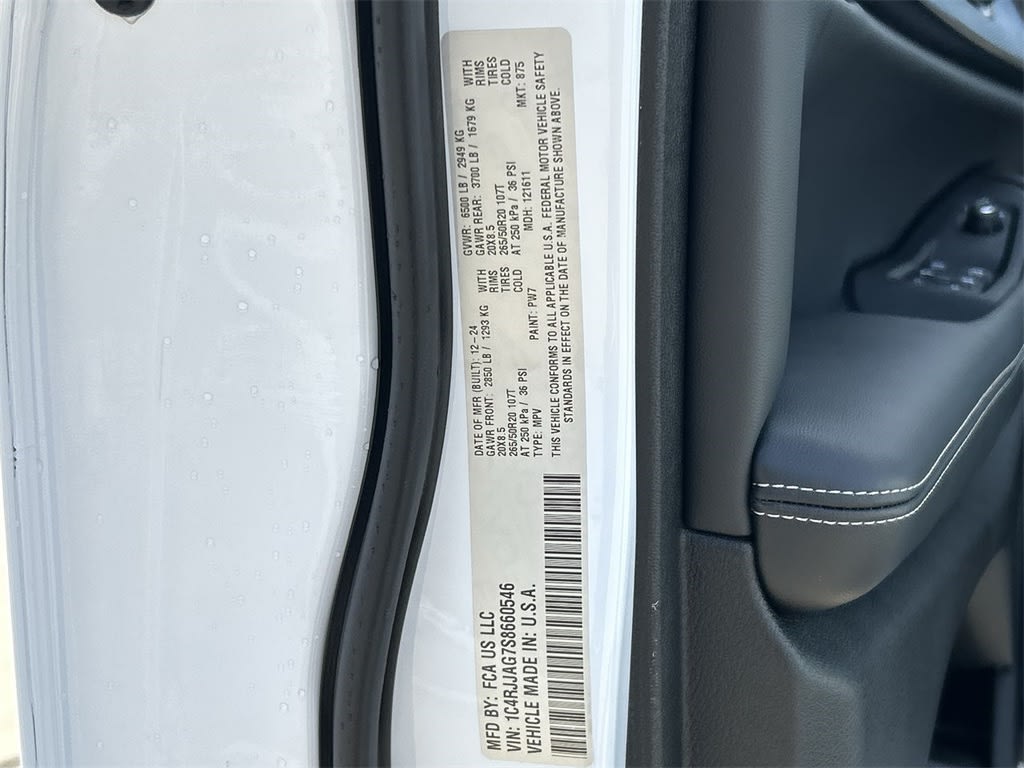 MFD BY: FCA US LLC
VIN: 1C4RJJAG7S8660546
VEHICLE MADE IN: U.S.A.
DATE OF MFR (BUILT): 12-24 GVWR: 6500 LB / 2949 KG
GAWR FRONT: 2850 LB / 1293 KG WITH GAWR REAR: 3700 LB / 1679 KG WITH
20X8.5 RIMS 20X8.5 RIMS
265/50R20 107T TIRES 265/50R20 107T TIRES
AT 250 kPa / 36 PSI COLD AT 250 kPa / 36 PSI COLD
TYPE: MPV PAINT: PW7 MDH: 121611 MKT: 875
THIS VEHICLE CONFORMS TO ALL APPLICABLE U.S.A. FEDERAL MOTOR VEHICLE SAFETY
STANDARDS IN EFFECT ON THE DATE OF MANUFACTURE SHOWN ABOVE.